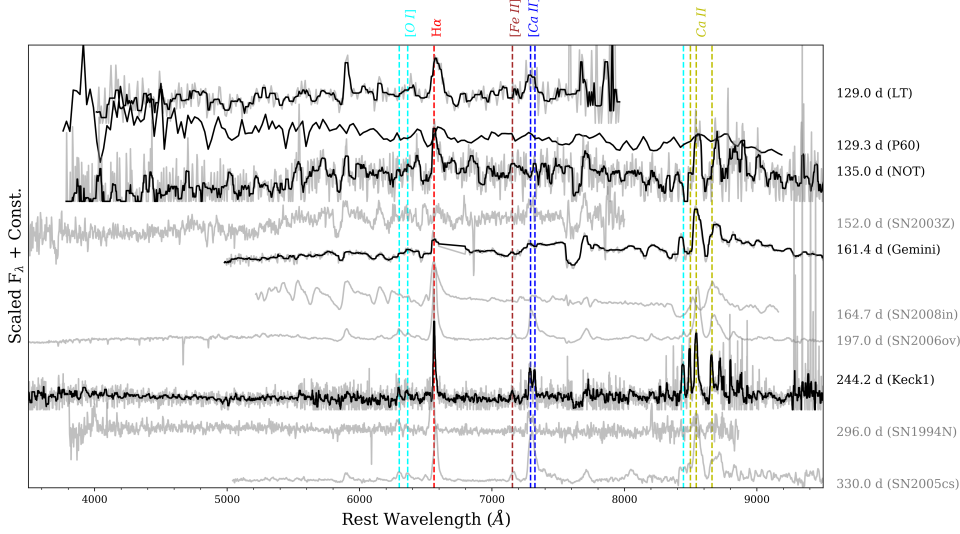 [O I]
Hα
[Fe II]
[Ca II]
Ca II
129.0 d (LT)
129.3 d (P60)
135.0 d (NOT)
152.0 d (SN2003Z)
161.4 d (Gemini)
164.7 d (SN2008in)
197.0 d (SN2006ov)
244.2 d (Keck1)
296.0 d (SN1994N)
330.0 d (SN2005cs)
Scaled Fλ + Const.
4000 5000 6000 7000 8000 9000
Rest Wavelength (Å)